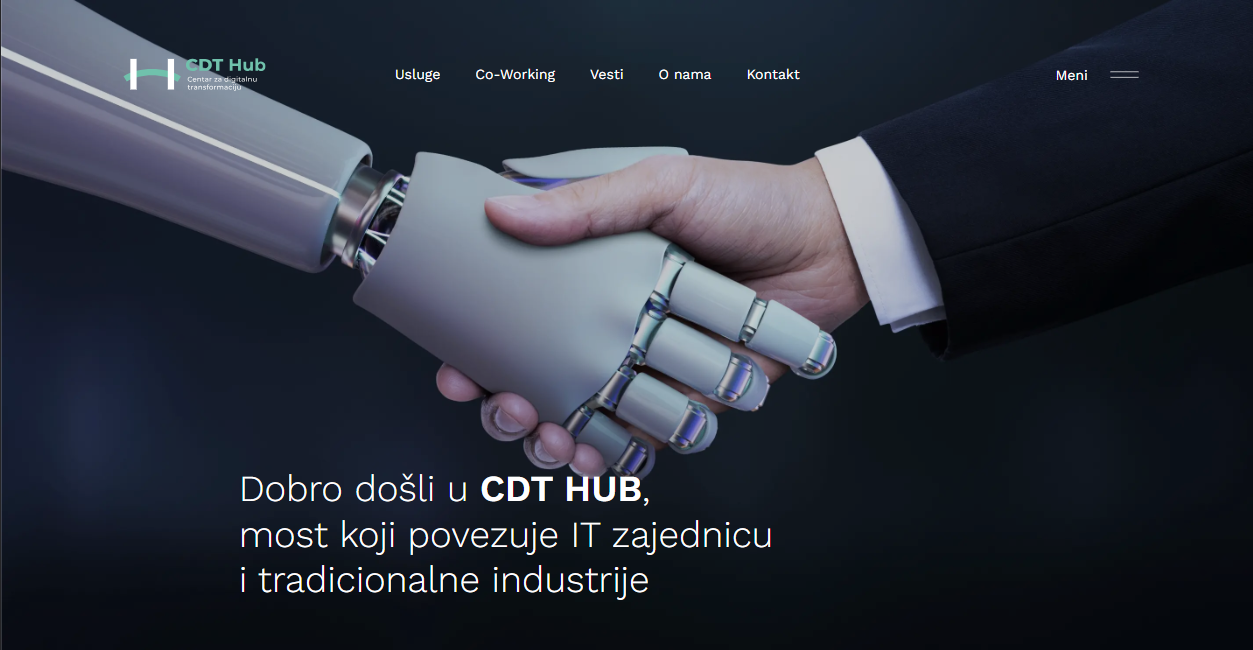 CDT Hub
Centar za digitalnu
transformaciju
Usluge
Co-Working
Vesti
O nama
Kontakt
Meni
Dobro došli u CDT HUB,
most koji povezuje IT zajednicu
i tradicionalne industrije